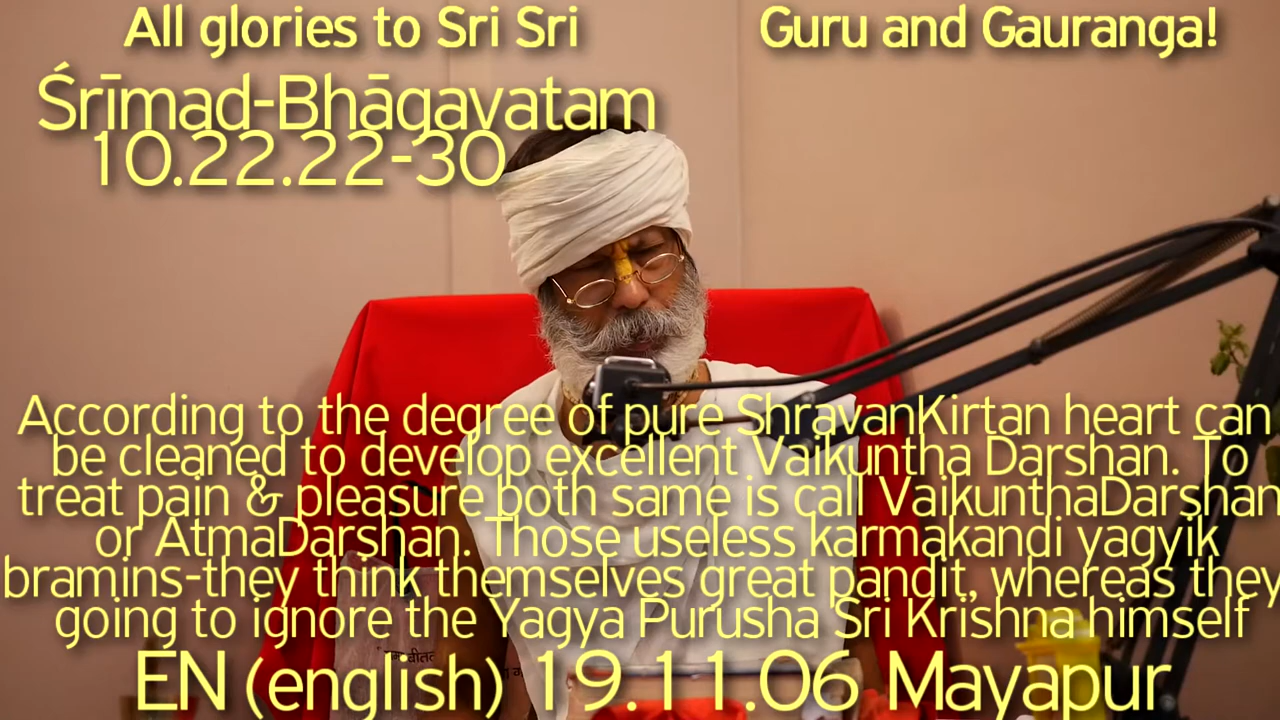 All glories to Sri Sri Guru and Gauranga!
Śrīmad-Bhāgavatam
10.22.22-30
According to the degree of pure ShravanKirtan heart can
be cleaned to develop excellent Vaikuntha Darshan. To
treat pain & pleasure both same is call VaikunthaDarshan
or AtmaDarshan. Those useless karmakandi yagyik
bramins-they think themselves great pandit, whereas they
going to ignore the Yagya Purusha Sri Krishna himself
EN (english) 19.11.06 Mayapur